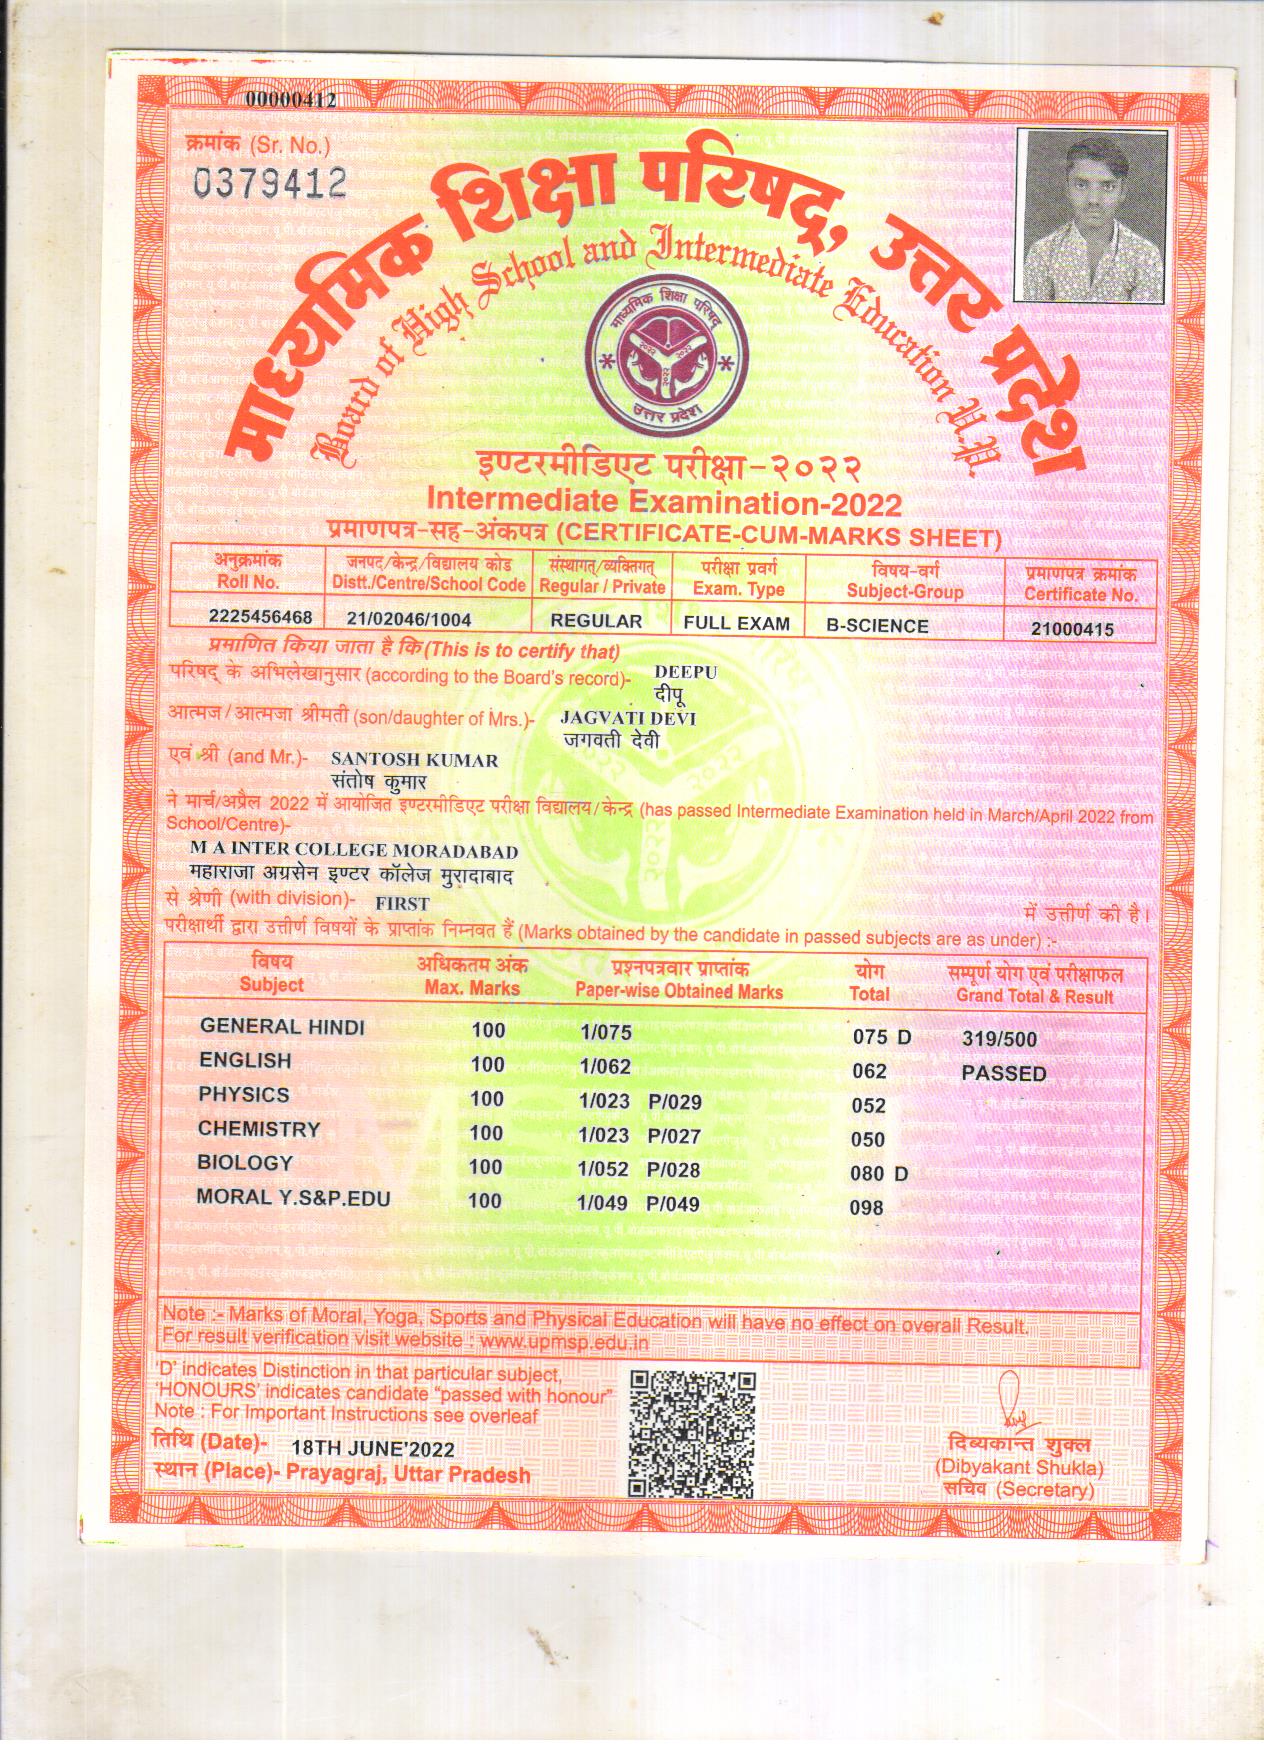 00000412
क्रमांक (Sr. No.)
0379412
माध्यमिक शिक्षा परिषद्, उत्तर प्रदेश
Board of High School and Intermediate Education U.P.
माध्यमिक शिक्षा परिषद्
२०२२ २०२२
२०२२
उत्तर प्रदेश
इण्टरमीडिएट परीक्षा-२०२२
Intermediate Examination-2022
प्रमाणपत्र-सह-अंकपत्र (CERTIFICATE-CUM-MARKS SHEET)
अनुक्रमांक जनपद/केन्द्र/विद्यालय कोड संस्थागत/व्यक्तिगत परीक्षा प्रवर्ग विषय-वर्ग प्रमाणपत्र क्रमांक
Roll No. Distt./Centre/School Code Regular / Private Exam. Type Subject-Group Certificate No.
2225456468 21/02046/1004 REGULAR FULL EXAM B-SCIENCE 21000415
प्रमाणित किया जाता है कि (This is to certify that)
परिषद् के अभिलेखानुसार (according to the Board's record)- DEEPU
दीपू
आत्मज/आत्मजा श्रीमती (son/daughter of Mrs.)- JAGVATI DEVI
जगवती देवी
एवं श्री (and Mr.)- SANTOSH KUMAR
संतोष कुमार
ने मार्च/अप्रैल 2022 में आयोजित इण्टरमीडिएट परीक्षा विद्यालय/केन्द्र (has passed Intermediate Examination held in March/April 2022 from
School/Centre)-
M A INTER COLLEGE MORADABAD
महाराजा अग्रसेन इण्टर कॉलेज मुरादाबाद
से श्रेणी (with division)- FIRST में उत्तीर्ण की है।
परीक्षार्थी द्वारा उत्तीर्ण विषयों के प्राप्तांक निम्नवत हैं (Marks obtained by the candidate in passed subjects are as under) :-
विषय अधिकतम अंक प्रश्नपत्रवार प्राप्तांक योग सम्पूर्ण योग एवं परीक्षाफल
Subject Max. Marks Paper-wise Obtained Marks Total Grand Total & Result
GENERAL HINDI 100 1/075 075 D 319/500
ENGLISH 100 1/062 062 PASSED
PHYSICS 100 1/023 P/029 052
CHEMISTRY 100 1/023 P/027 050
BIOLOGY 100 1/052 P/028 080 D
MORAL Y.S&P.EDU 100 1/049 P/049 098
Note :- Marks of Moral, Yoga, Sports and Physical Education will have no effect on overall Result.
For result verification visit website : www.upmsp.edu.in
'D' indicates Distinction in that particular subject,
'HONOURS' indicates candidate "passed with honour"
Note : For Important Instructions see overleaf
तिथि (Date)- 18TH JUNE'2022
स्थान (Place)- Prayagraj, Uttar Pradesh
दिव्यकान्त शुक्ल
(Dibyakant Shukla)
सचिव (Secretary)